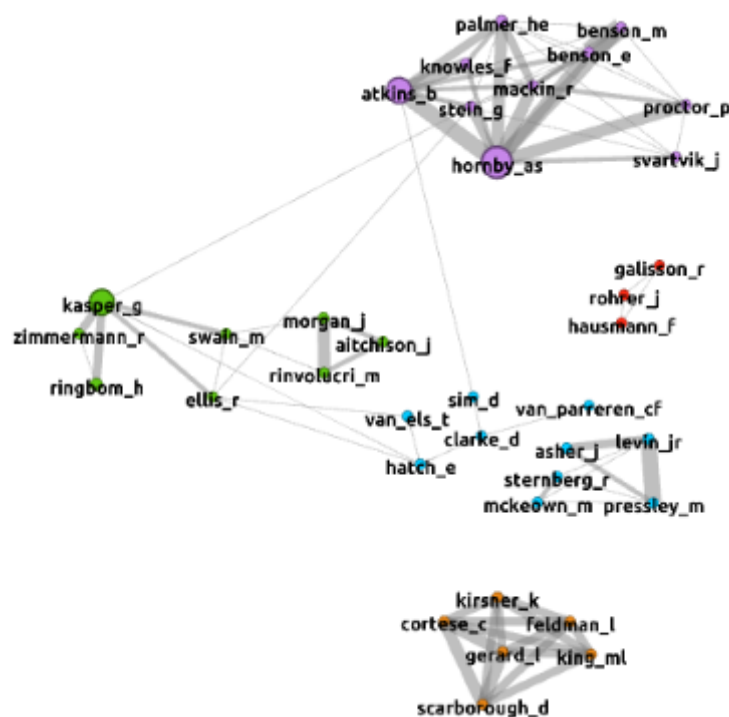 palmer_he
benson_m
knowles_f
benson_e
atkins_b
mackin_r
stein_g
proctor_p
hornby_as
svartvik_j
galisson_r
kasper_g
rohrer_j
zimmermann_r
swain_m
morgan_j
hausmann_f
aitchison_j
ringbom_h
rinvolucri_m
ellis_r
sim_d
van_els_t
van_parreren_cf
clarke_d
levin_jr
asher_j
hatch_e
sternberg_r
mckeown_m
pressley_m
kirsner_k
cortese_c
feldman_l
gerard_l
king_ml
scarborough_d